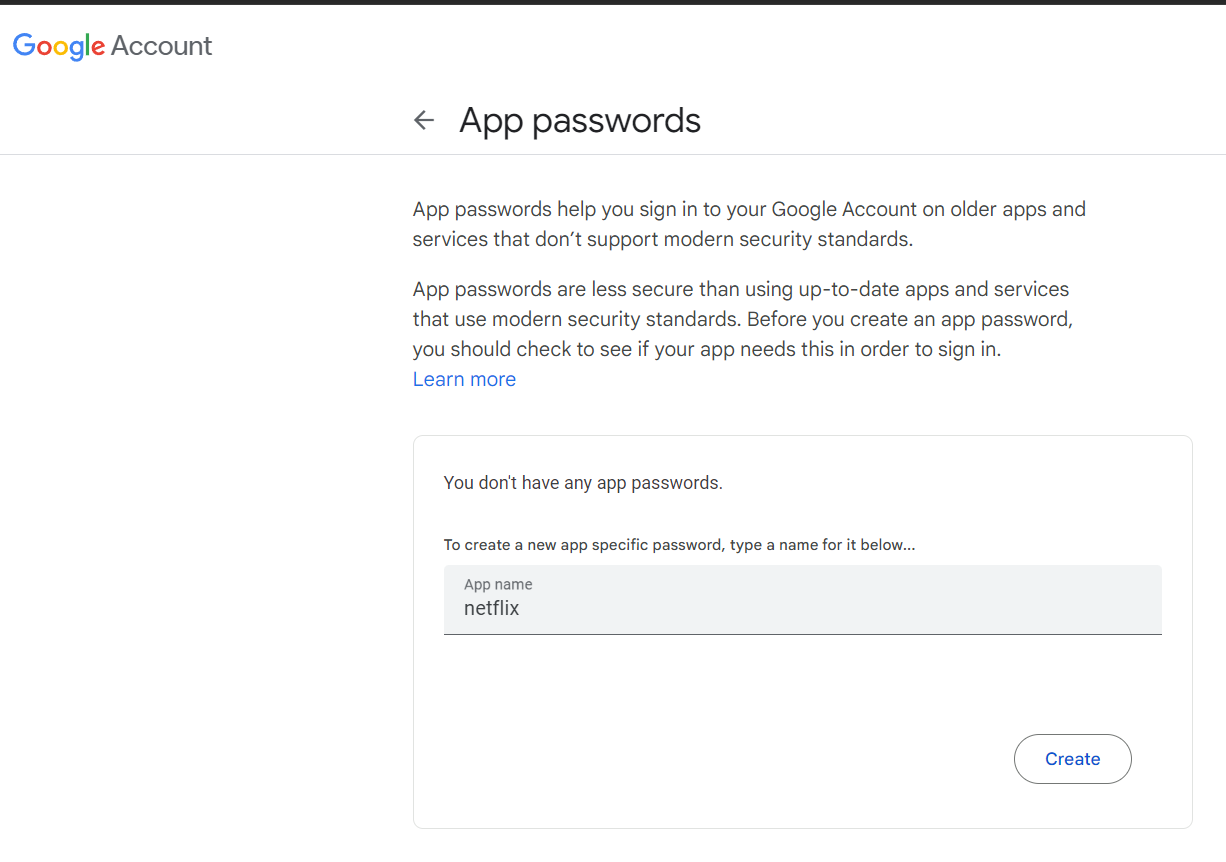 Google Account
App passwords
App passwords help you sign in to your Google Account on older apps and
services that don’t support modern security standards.
App passwords are less secure than using up-to-date apps and services
that use modern security standards. Before you create an app password,
you should check to see if your app needs this in order to sign in.
Learn more
You don't have any app passwords.
To create a new app specific password, type a name for it below...
App name
netflix
Create